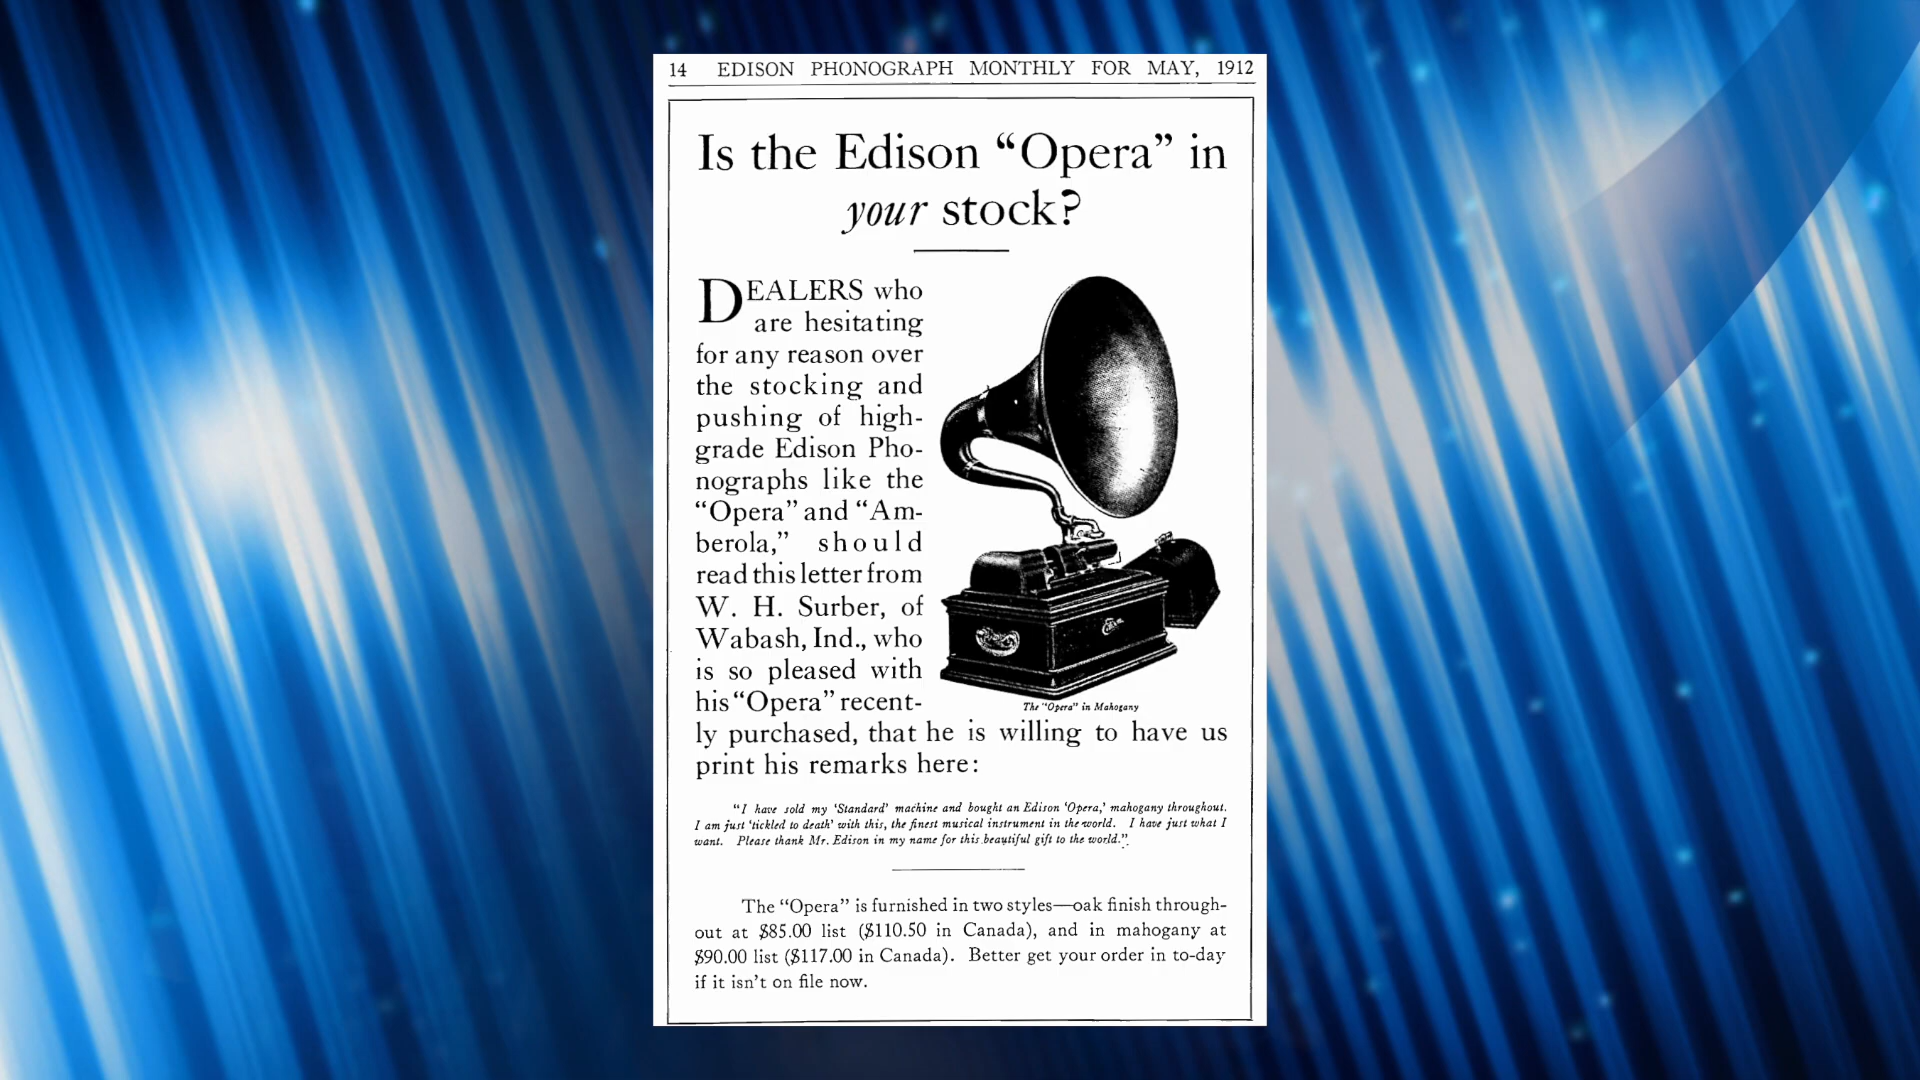 14 EDISON PHONOGRAPH MONTHLY FOR MAY, 1912
Is the Edison “Opera” in
your stock?
DEALERS who
are hesitating
for any reason over
the stocking and
pushing of high-
grade Edison Pho-
nographs like the
“Opera” and “Am-
berola,” should
read this letter from
W. H. Surber, of
Wabash, Ind., who
is so pleased with
his “Opera” recent-
The “Opera” in Mahogany
ly purchased, that he is willing to have us
print his remarks here:
“I have sold my ‘Standard’ machine and bought an Edison ‘Opera,’ mahogany throughout.
I am just ‘tickled to death’ with this, the finest musical instrument in the world. I have just what I
want. Please thank Mr. Edison in my name for this beautiful gift to the world.”
The “Opera” is furnished in two styles—oak finish through-
out at $85.00 list ($110.50 in Canada), and in mahogany at
$90.00 list ($117.00 in Canada). Better get your order in to-day
if it isn’t on file now.